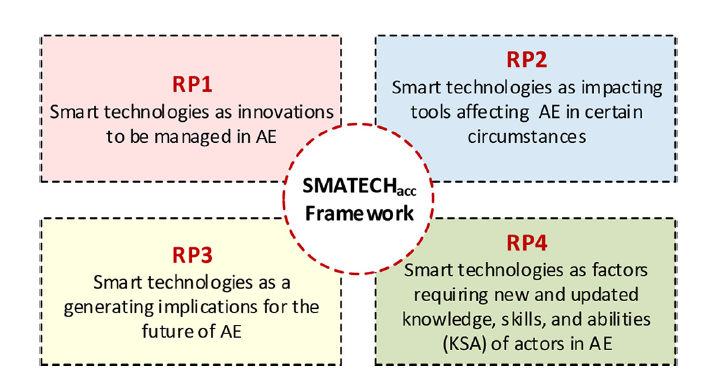 RP1
Smart technologies as innovations
to be managed in AE
RP2
Smart technologies as impacting
tools affecting AE in certain
circumstances
SMATECHacc
Framework
RP3
Smart technologies as a
generating implications for the
future of AE
RP4
Smart technologies as factors
requiring new and updated
knowledge, skills, and abilities
(KSA) of actors in AE